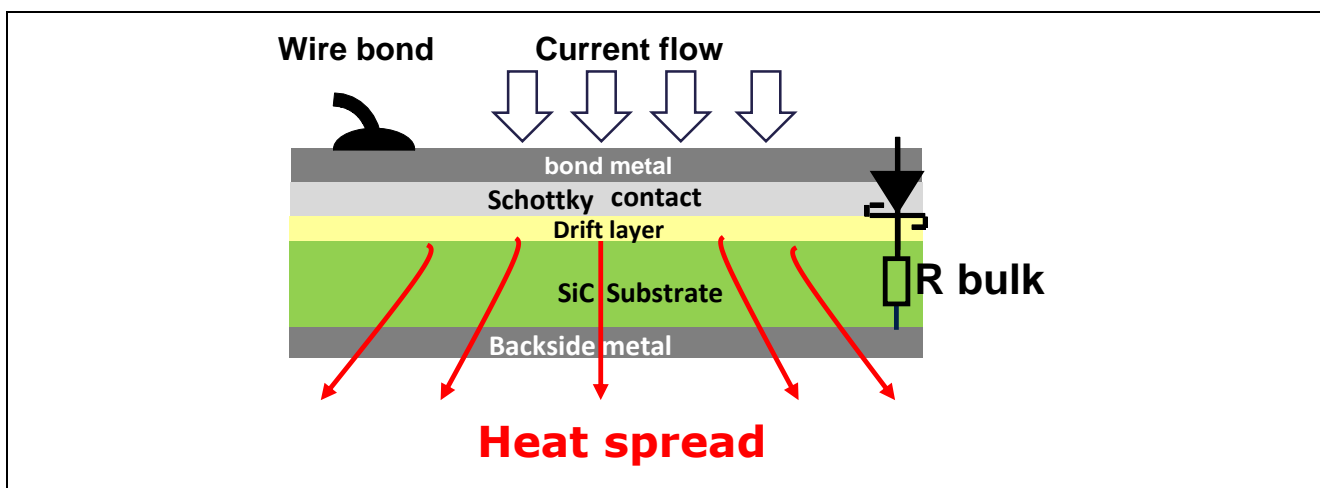 Wire bond
Current flow
bond metal
Schottky contact
Drift layer
SiC Substrate
R bulk
Backside metal
Heat spread